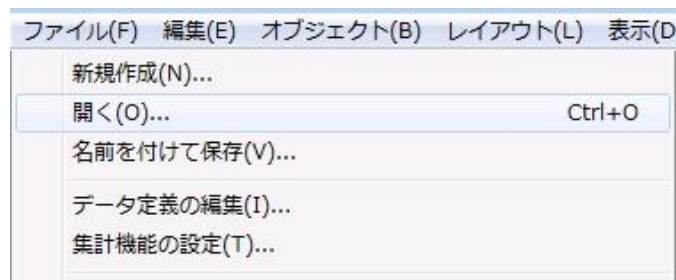 ファイル(F) 編集(E) オブジェクト(B) レイアウト(L) 表示(D
新規作成(N)...
開く(O)... Ctrl+O
名前を付けて保存(V)...
データ定義の編集(I)...
集計機能の設定(T)...